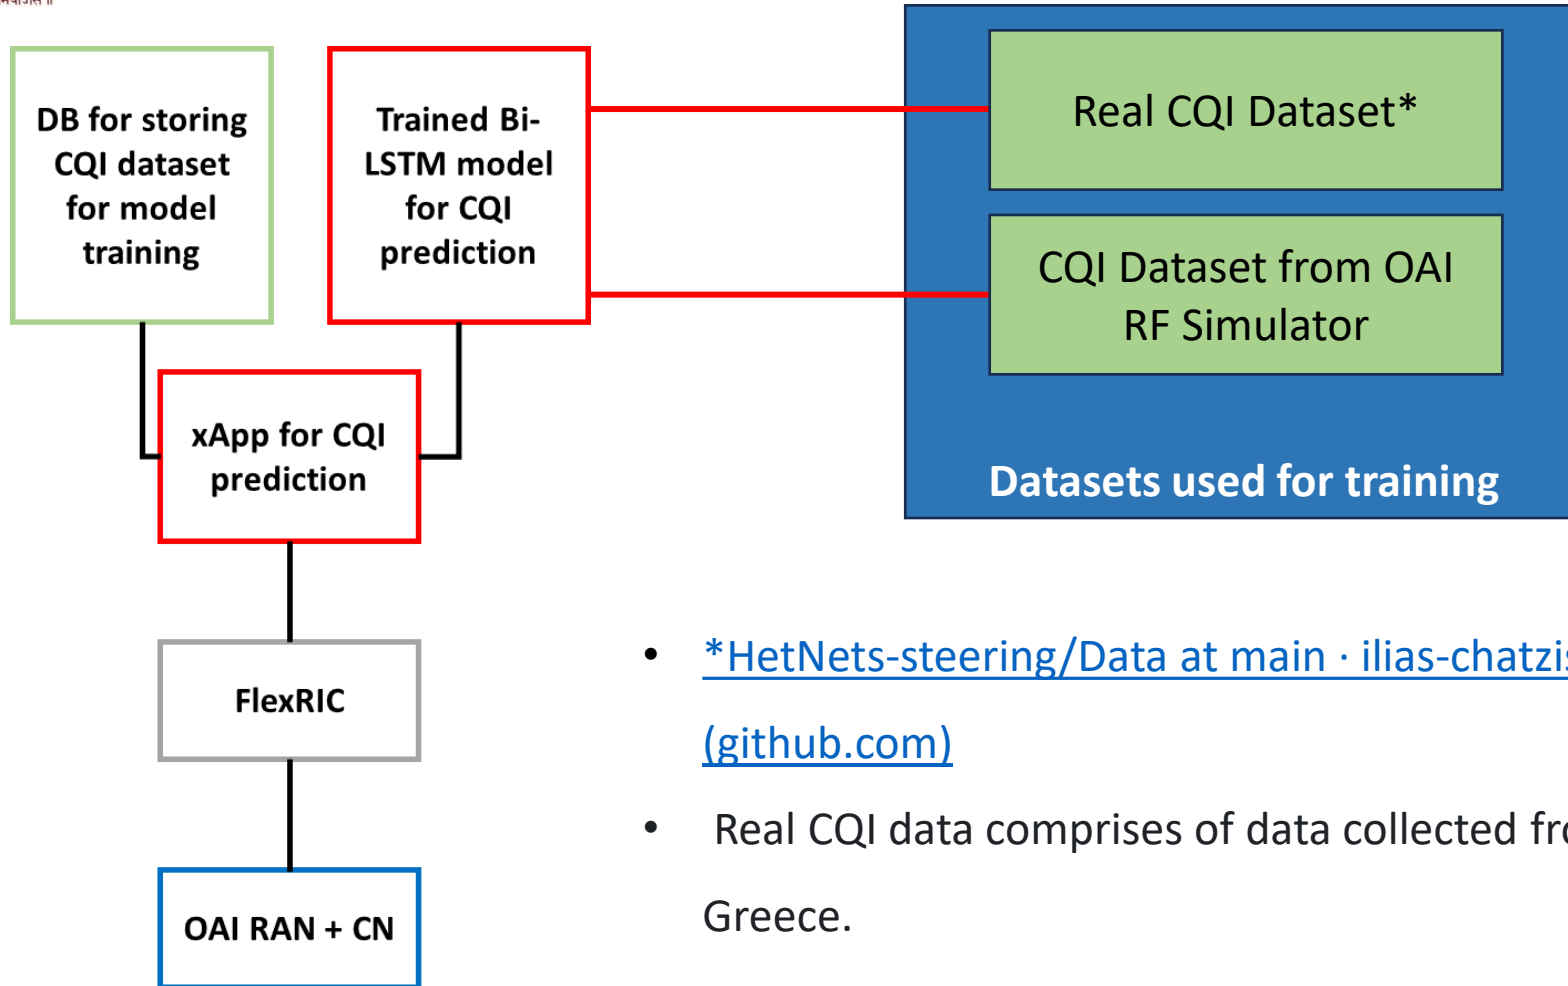 DB for storing
CQI dataset
for model
training
Trained Bi-
LSTM model
for CQI
prediction
Real CQI Dataset*
CQI Dataset from OAI
RF Simulator
Datasets used for training
xApp for CQI
prediction
FlexRIC
OAI RAN + CN
• *HetNets-steering/Data at main · ilias-chatzis
(github.com)
• Real CQI data comprises of data collected
Greece.